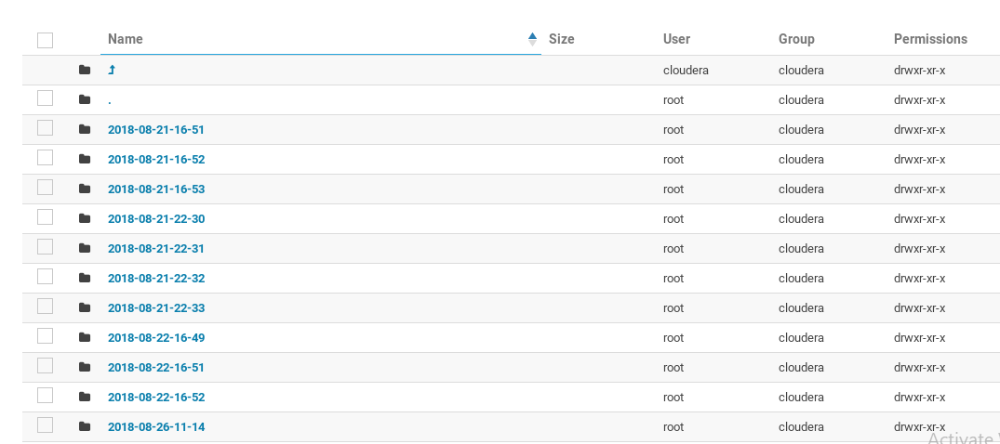 Name Size User Group Permissions
cloudera cloudera drwxr-xr-x
. root cloudera drwxr-xr-x
2018-08-21-16-51 root cloudera drwxr-xr-x
2018-08-21-16-52 root cloudera drwxr-xr-x
2018-08-21-16-53 root cloudera drwxr-xr-x
2018-08-21-22-30 root cloudera drwxr-xr-x
2018-08-21-22-31 root cloudera drwxr-xr-x
2018-08-21-22-32 root cloudera drwxr-xr-x
2018-08-21-22-33 root cloudera drwxr-xr-x
2018-08-22-16-49 root cloudera drwxr-xr-x
2018-08-22-16-51 root cloudera drwxr-xr-x
2018-08-22-16-52 root cloudera drwxr-xr-x
2018-08-26-11-14 root cloudera drwxr-xr-x
Activate